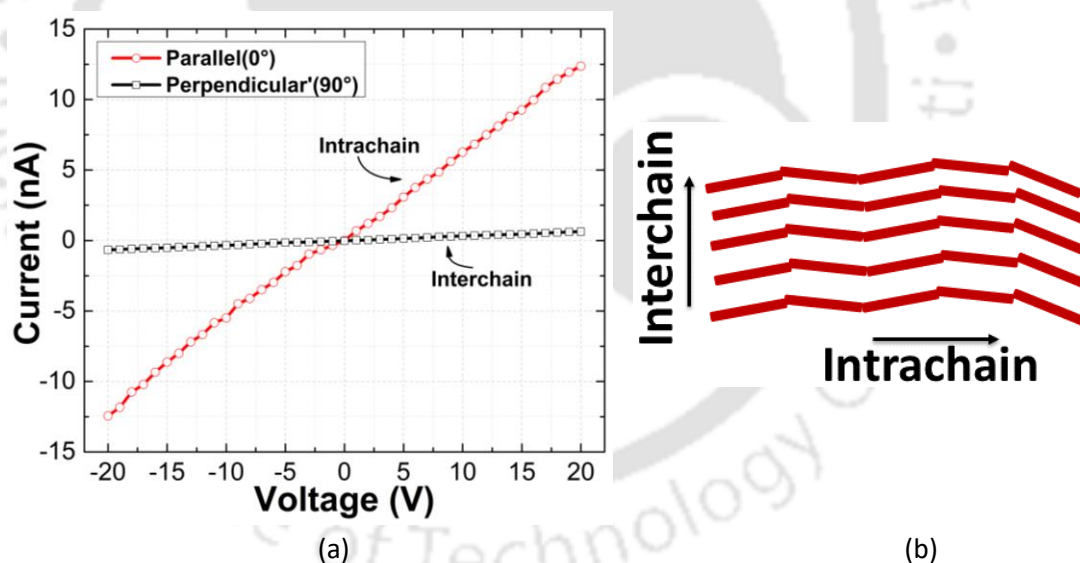 15
10
5
0
-5
-10
-15
Current (nA)
Parallel(0°)
Perpendicular'(90°)
Intrachain
Interchain
-20 -15 -10 -5 0 5 10 15 20
Voltage (V)
(a)
Interchain
Intrachain
(b)
of Technology